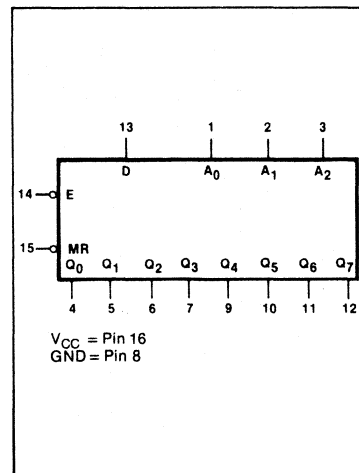 13 1 2 3
D A₀ A₁ A₂
14 E
15 MR
Q₀ Q₁ Q₂ Q₃ Q₄ Q₅ Q₆ Q₇
4 5 6 7 9 10 11 12
V_CC = Pin 16
GND = Pin 8